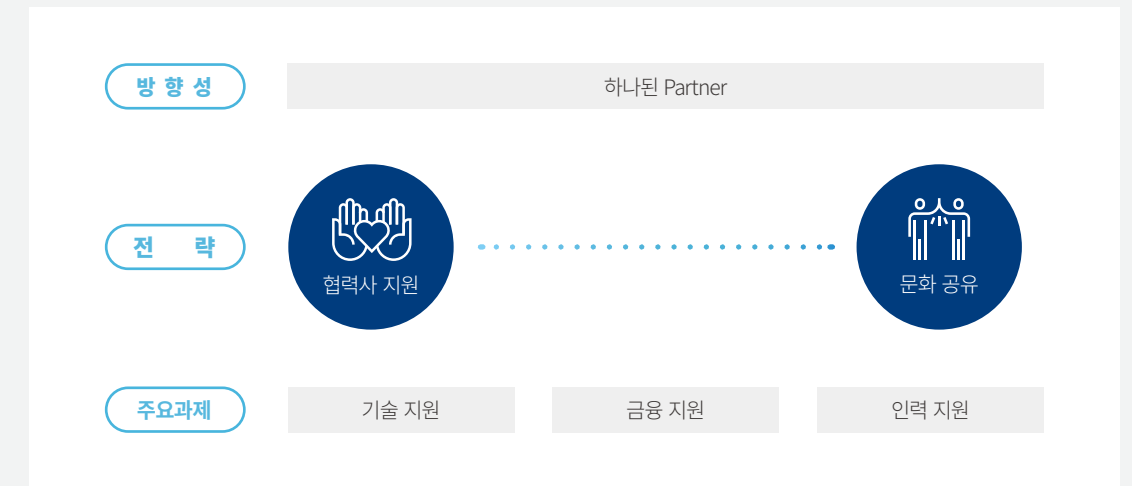 방향성
하나된 Partner
전 략
협력사 지원
문화 공유
주요과제
기술 지원
금융 지원
인력 지원